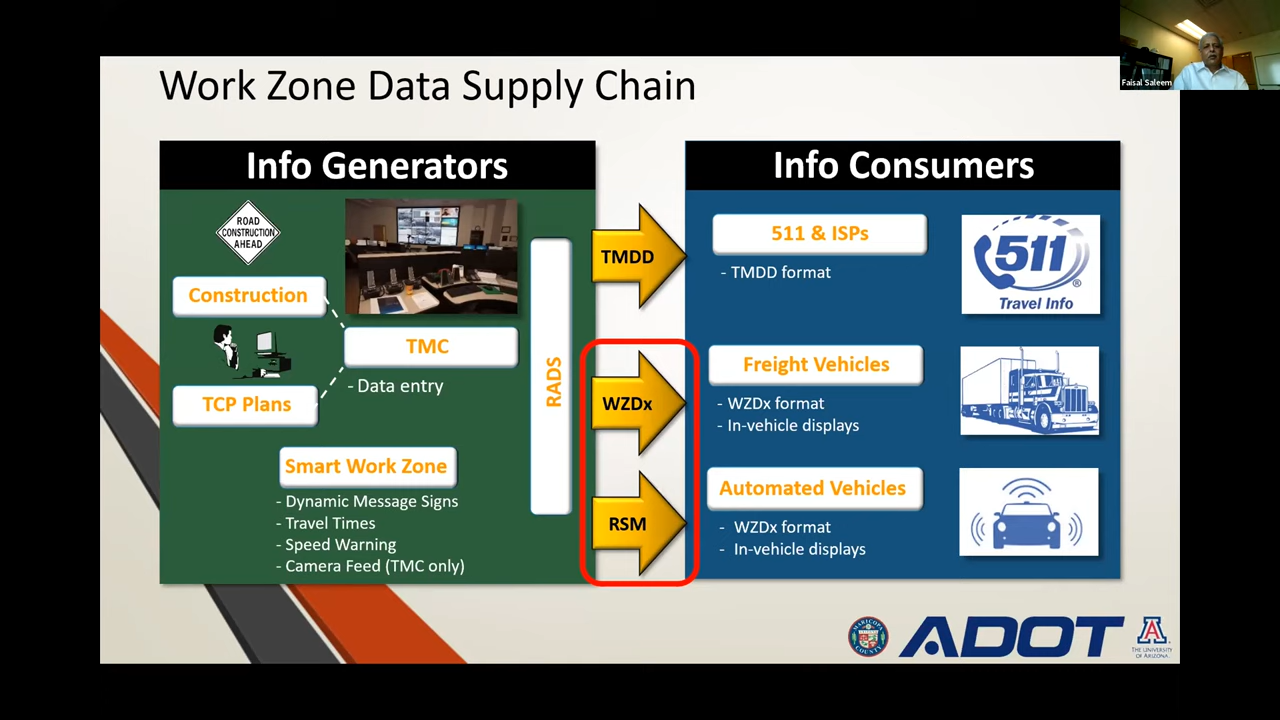 Work Zone Data Supply Chain
Faisal Saleem
Info Generators
ROAD
CONSTRUCTION
AHEAD
Construction
TMC
- Data entry
TCP Plans
Smart Work Zone
- Dynamic Message Signs
- Travel Times
- Speed Warning
- Camera Feed (TMC only)
RADS
TMDD
WZDx
RSM
Info Consumers
511 & ISPs
- TMDD format
511
®
Travel Info
Freight Vehicles
- WZDx format
- In-vehicle displays
Automated Vehicles
- WZDx format
- In-vehicle displays
MARICOPA
COUNTY
ADOT
A
THE UNIVERSITY
OF ARIZONA